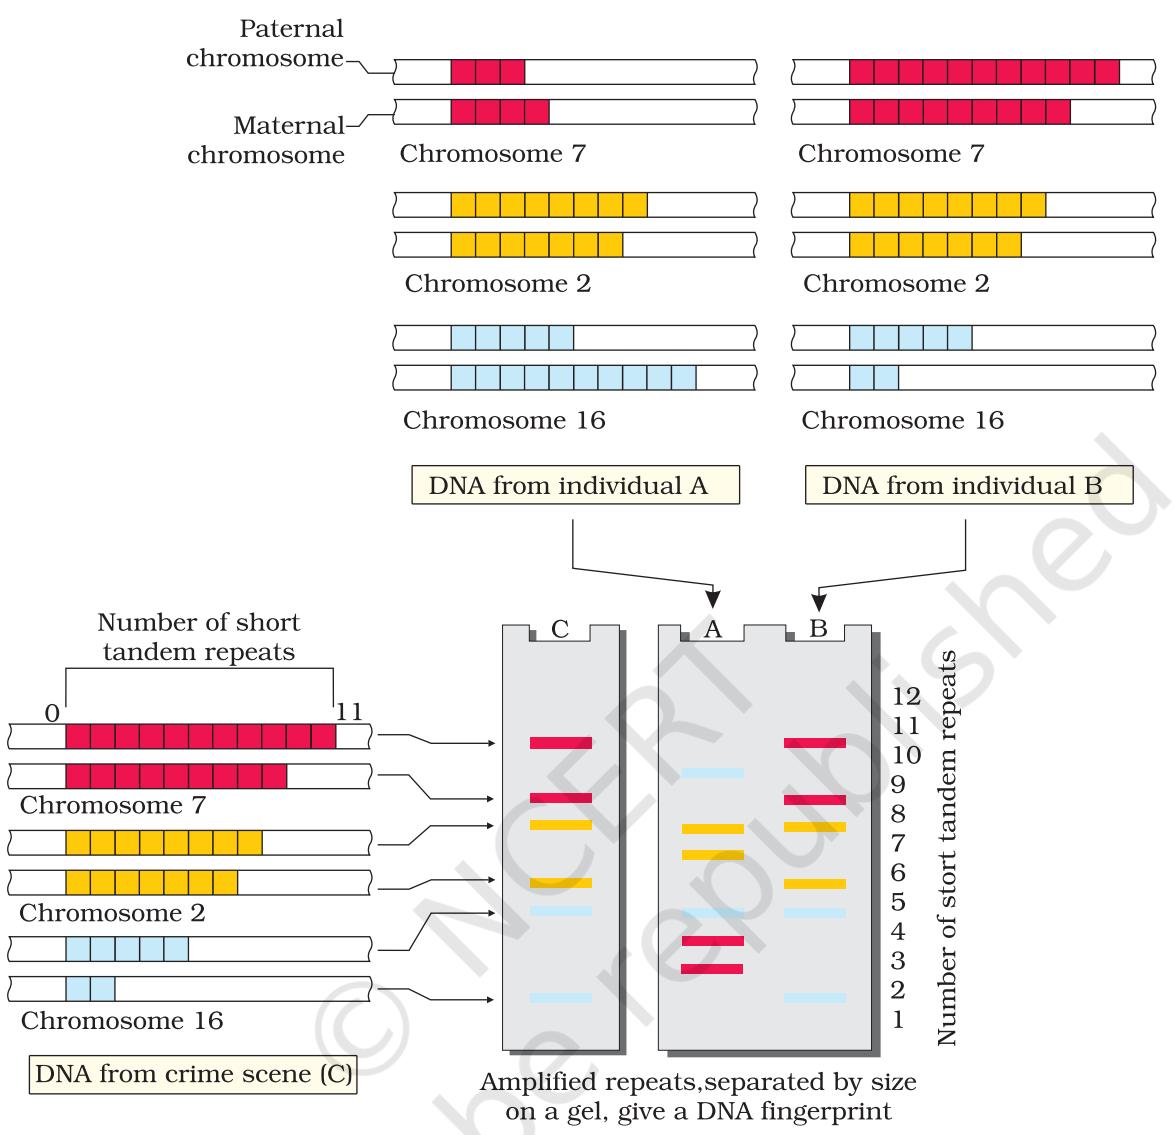 Paternal
chromosome
Maternal
chromosome
Chromosome 7
Chromosome 7
Chromosome 2
Chromosome 2
Chromosome 16
Chromosome 16
DNA from individual A
DNA from individual B
Number of short
tandem repeats
0
11
Chromosome 7
Chromosome 2
Chromosome 16
DNA from crime scene (C)
C
A
B
12
11
10
9
8
7
6
5
4
3
2
1
Number of stort tandem repeats
Amplified repeats,separated by size
on a gel, give a DNA fingerprint
© NCERT
be republished